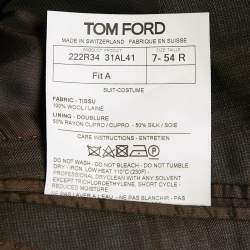 TOM FORD
MADE IN SWITZERLAND FABRIQUE EN SUISSE
PRODUCT PRODUIT
SIZE TAILLE
222R34 31AL41
7- 54 R
Fit A
SUIT-COSTUME
FABRIC - TISSU
100% WOOL / LAINE
LINING - DOUBLURE
50% RAYON CUPRO / CUPRO. - 50% SILK / SOIE
CARE INSTRUCTIONS - ENTRETIEN
DO NOT WASH - DO NOT BLEACH - DO NOT TUMBLE
DRY - IRON LOW HEAT 110°C (230F) -
PROFESSIONAL DRYCLEAN WITH ANY SOLVENT
EXCEPT TRICHLOROETHYLENE, SHORT CYCLE -
REDUCED MOISTURE